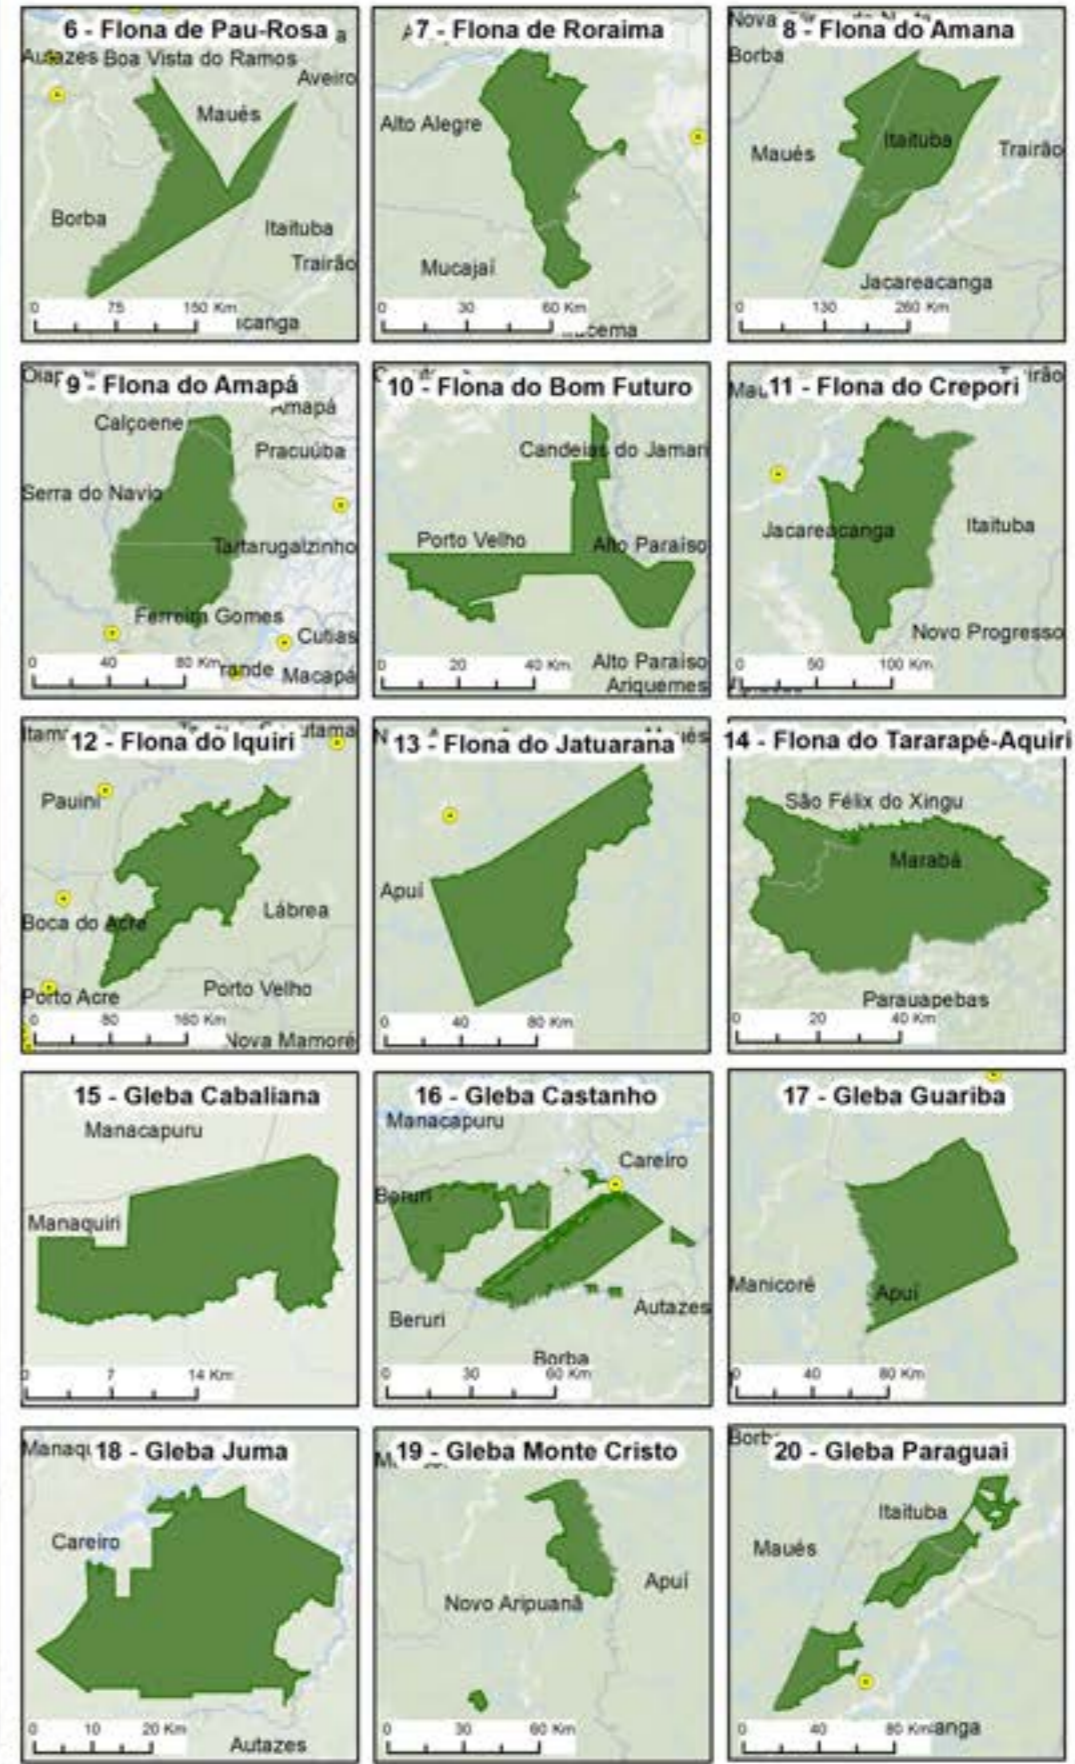 6 - Flona de Pau-Rosa
Autazes Boa Vista do Ramos
Aveiro
Maués
Borba
Itaituba
Trairão
0 75 150 Km
7 - Flona de Roraima
Alto Alegre
Mucajaí
0 30 60 Km
8 - Flona do Amana
Borba
Itaituba
Maués
Trairão
Jacareacanga
0 130 260 Km
9 - Flona do Amapá
Amapá
Calçoene
Pracuúba
Serra do Navio
Tartarugalzinho
Ferreira Gomes
Cutias
0 40 80 Km
Macapá
10 - Flona do Bom Futuro
Candeias do Jamari
Porto Velho
Alto Paraíso
Alto Paraíso
0 20 40 Km
Ariquemes
11 - Flona do Crepori
Jacareacanga
Itaituba
Novo Progresso
0 50 100 Km
12 - Flona do Iquiri
Pauini
Lábrea
Boca do Acre
Porto Velho
Porto Acre
0 80 160 Km
Nova Mamoré
13 - Flona do Jatuarana
Apuí
0 40 80 Km
14 - Flona do Tararapé-Aquiri
São Félix do Xingu
Marabá
Parauapebas
0 20 40 Km
15 - Gleba Cabaliana
Manacapuru
Manaquiri
0 7 14 Km
16 - Gleba Castanho
Manacapuru
Careiro
Beruri
Autazes
Beruri
Borba
0 30 60 Km
17 - Gleba Guariba
Manicoré
Apuí
0 40 80 Km
18 - Gleba Juma
Careiro
0 10 20 Km
Autazes
19 - Gleba Monte Cristo
Apuí
Novo Aripuanã
0 30 60 Km
20 - Gleba Paraguai
Itaituba
Maués
0 40 80 Km